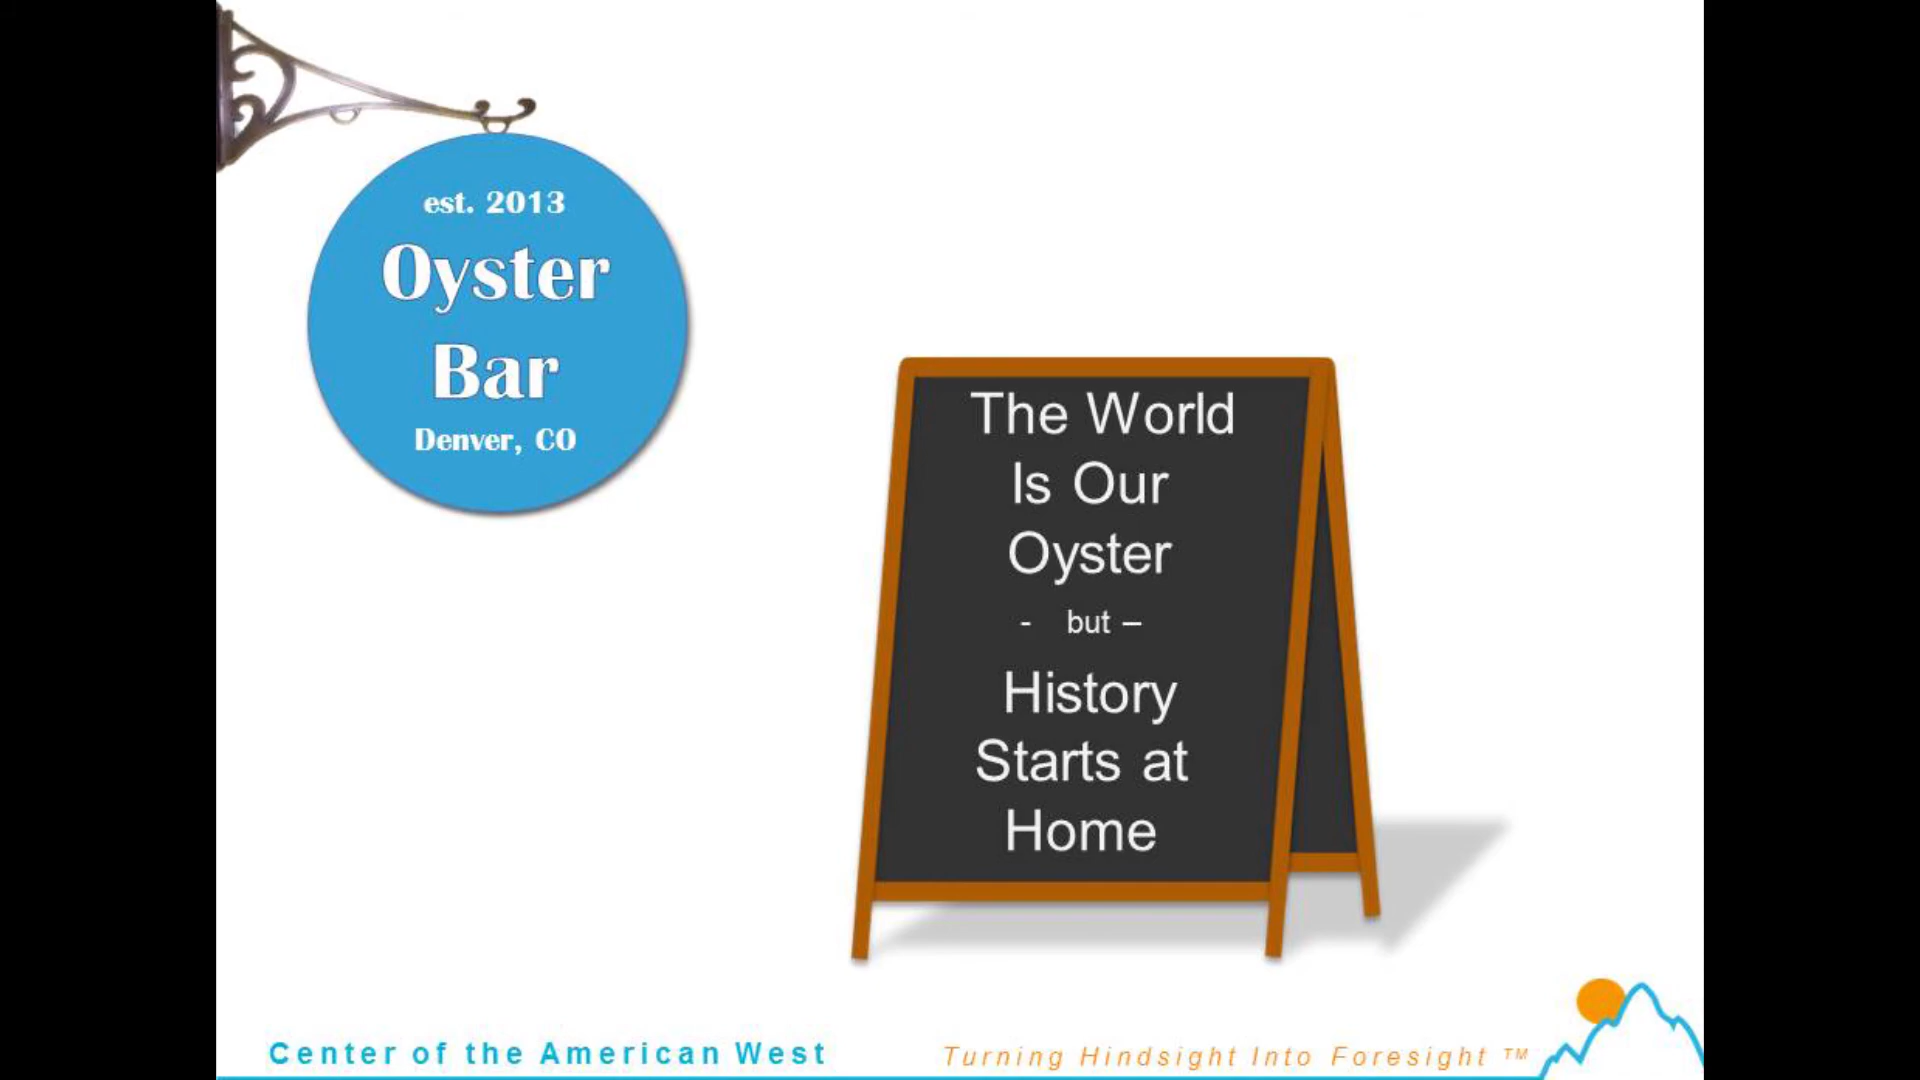 est. 2013
Oyster
Bar
Denver, CO
The World
Is Our
Oyster
- but –
History
Starts at
Home
Center of the American West
Turning Hindsight Into Foresight ™